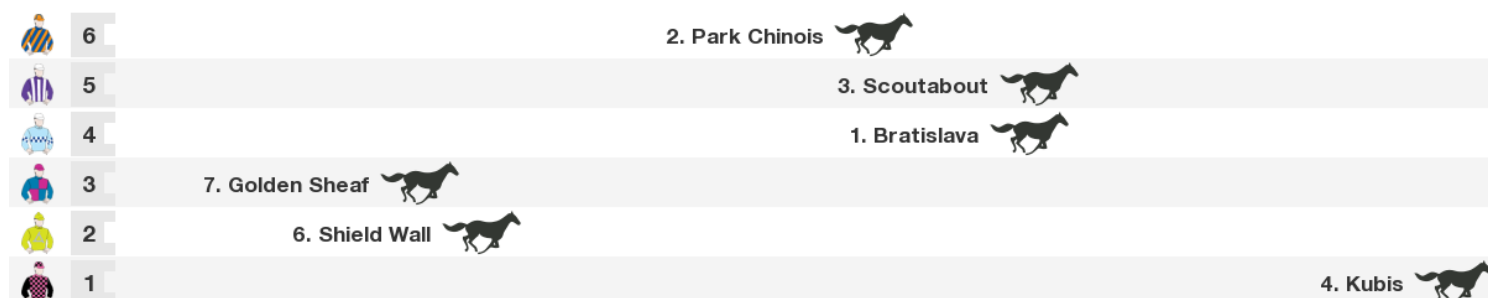 6 2. Park Chinois
5 3. Scoutabout
4 1. Bratislava
3 7. Golden Sheaf
2 6. Shield Wall
1 4. Kubis